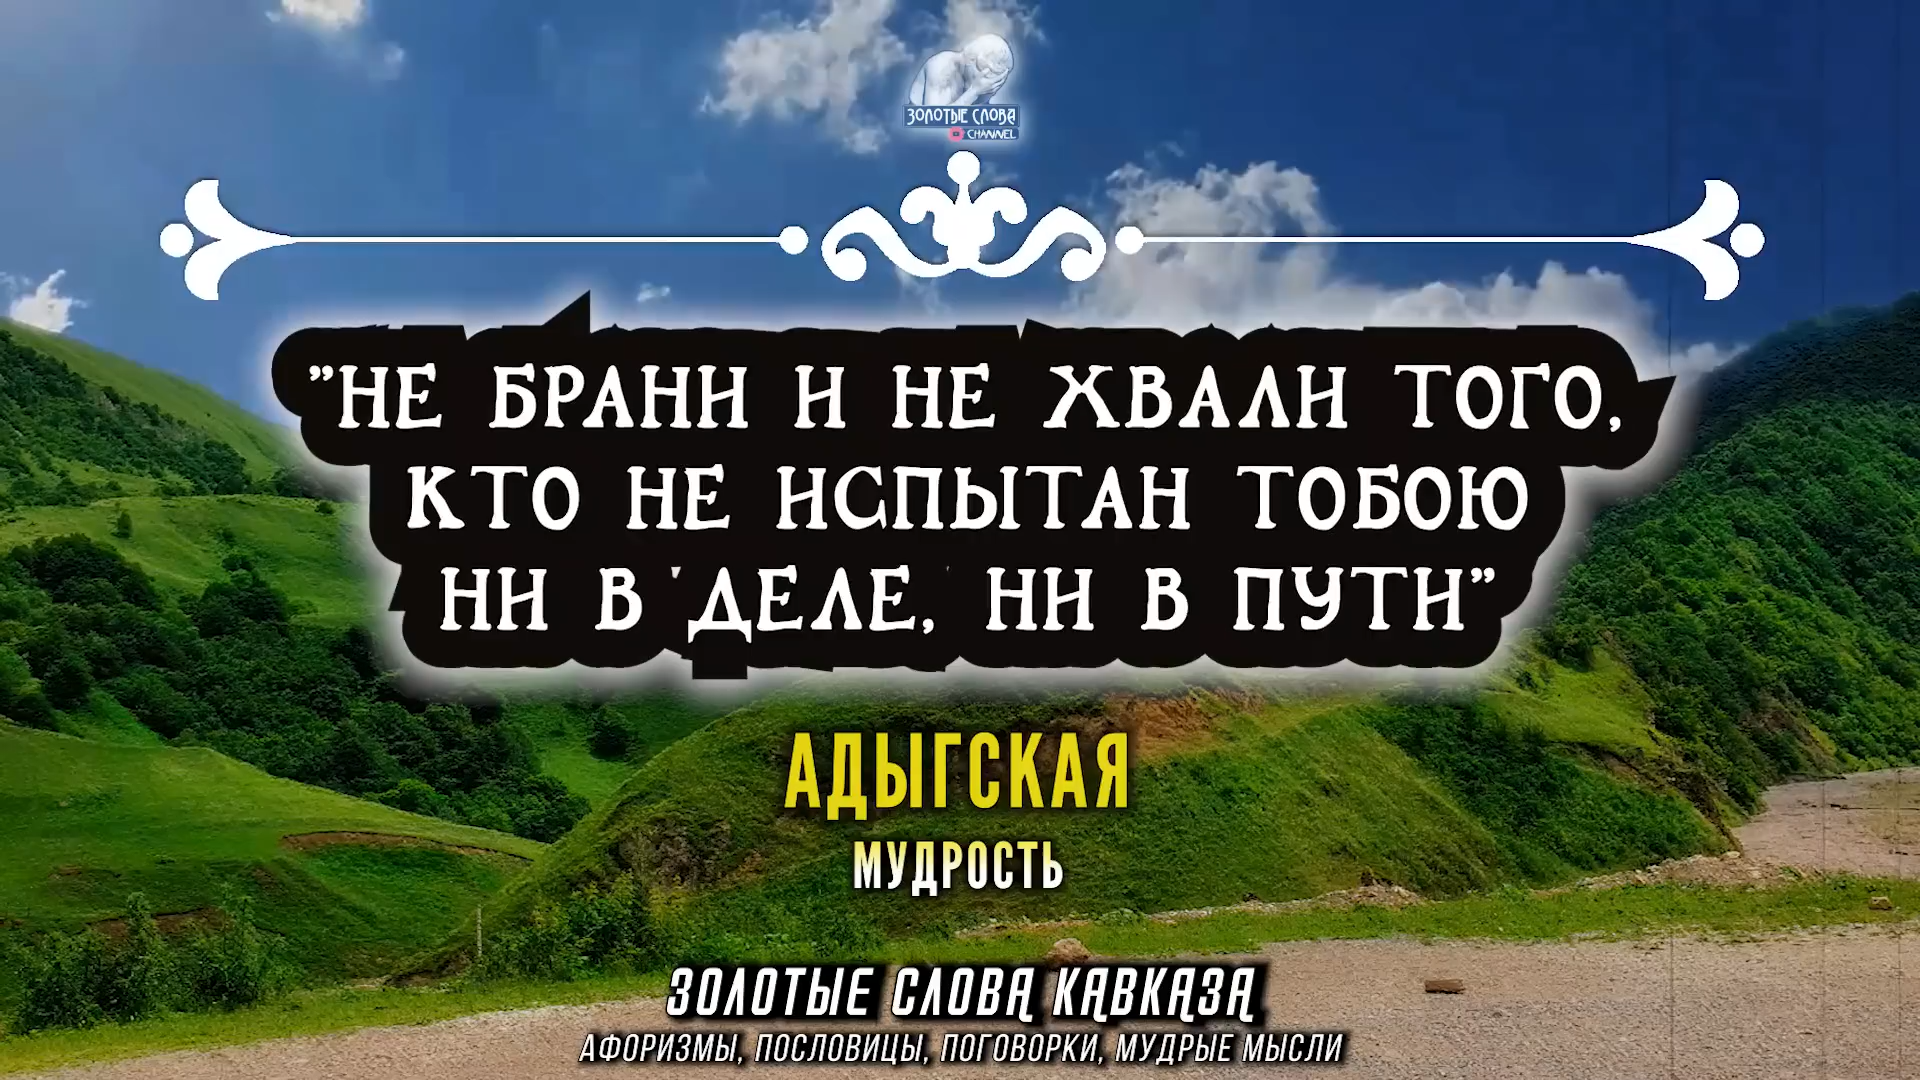 ЗОЛОТЫЕ СЛОВА
CHANNEL
"НЕ БРАНИ И НЕ ХВАЛИ ТОГО,
КТО НЕ ИСПЫТАН ТОБОЮ
НИ В ДЕЛЕ, НИ В ПУТИ"
АДЫГСКАЯ
МУДРОСТЬ
ЗОЛОТЫЕ СЛОВА КАВКАЗА
АФОРИЗМЫ, ПОСЛОВИЦЫ, ПОГОВОРКИ, МУДРЫЕ МЫСЛИ